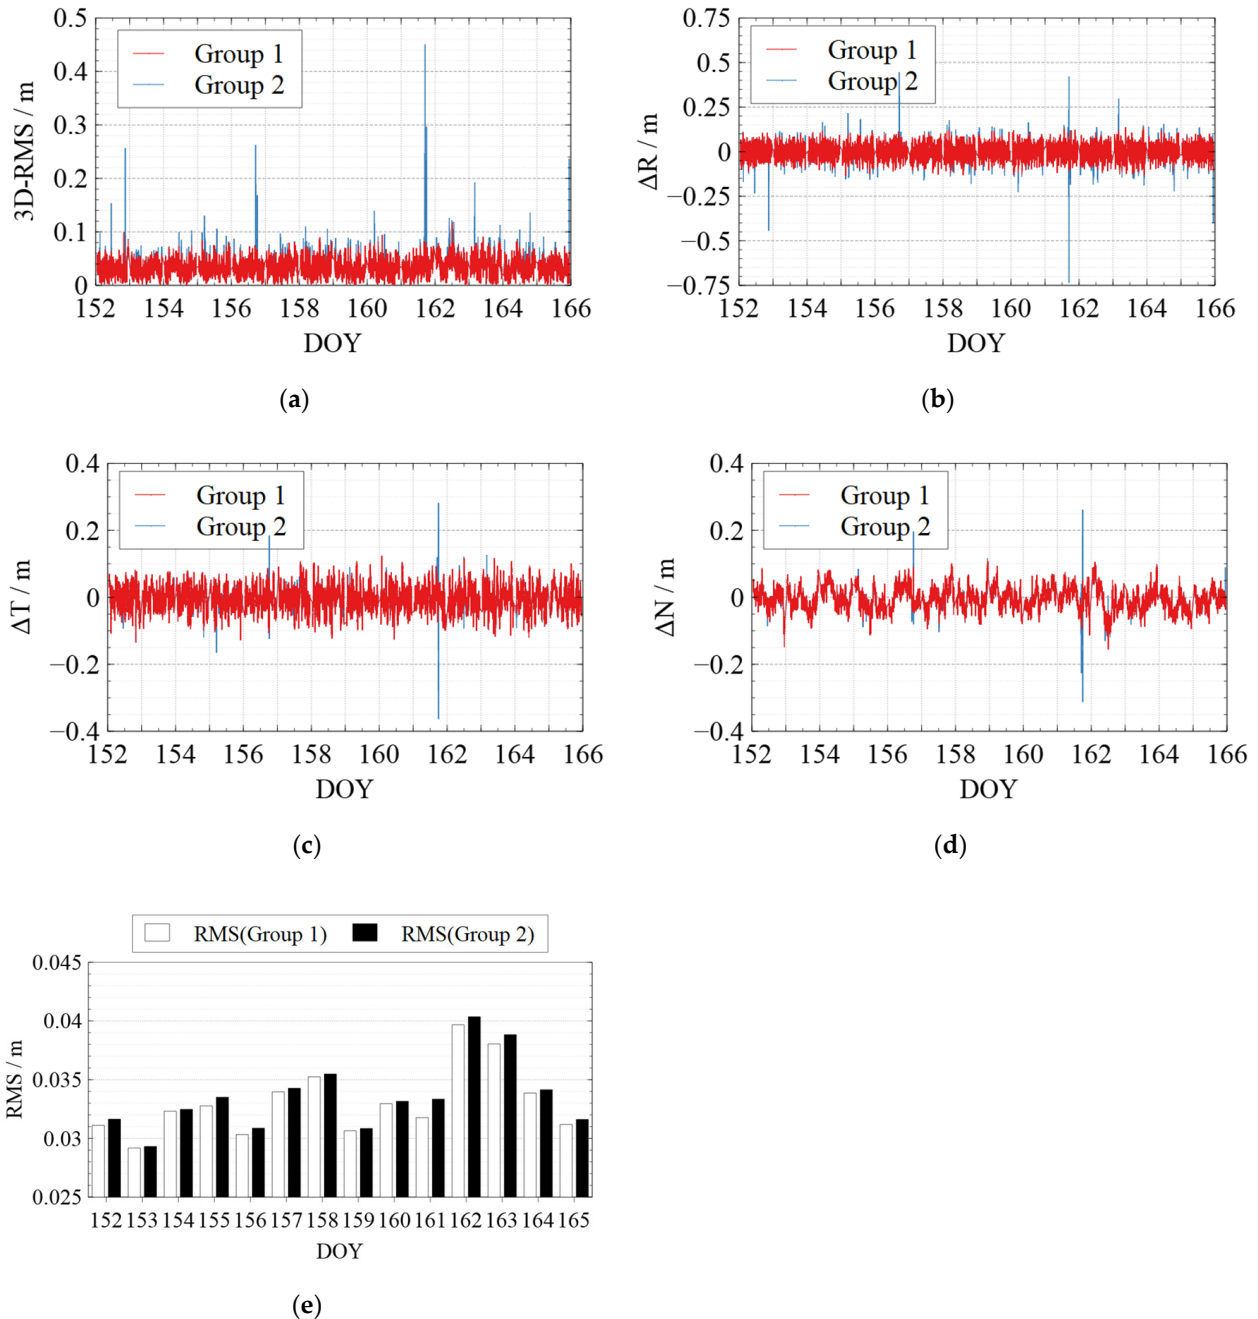 0.5
0.4
0.3
0.2
0.1
0
3D-RMS / m
Group 1
Group 2
152 154 156 158 160 162 164 166
DOY
(a)
0.75
0.5
0.25
0
−0.25
−0.5
−0.75
ΔR / m
Group 1
Group 2
152 154 156 158 160 162 164 166
DOY
(b)
0.4
0.2
0
−0.2
−0.4
ΔT / m
Group 1
Group 2
152 154 156 158 160 162 164 166
DOY
(c)
0.4
0.2
0
−0.2
−0.4
ΔN / m
Group 1
Group 2
152 154 156 158 160 162 164 166
DOY
(d)
RMS(Group 1) RMS(Group 2)
0.045
0.04
0.035
0.03
0.025
RMS / m
152 153 154 155 156 157 158 159 160 161 162 163 164 165
DOY
(e)